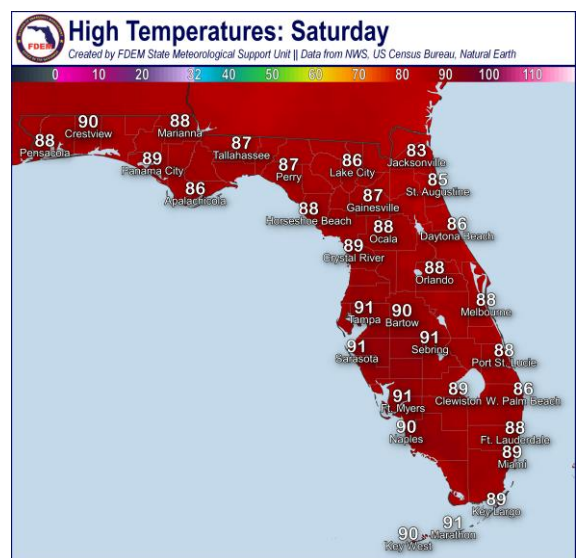 FDEM
High Temperatures: Saturday
Created by FDEM State Meteorological Support Unit || Data from NWS, US Census Bureau, Natural Earth
0 10 20 32 40 50 60 70 80 90 100 110
90
Crestview
88
Marianna
88
Pensacola
89
Panama City
87
Tallahassee
86
Apalachicola
87
Perry
86
Lake City
83
Jacksonville
85
St. Augustine
87
Gainesville
88
Horseshoe Beach
88
Ocala
86
Daytona Beach
89
Crystal River
88
Orlando
88
Melbourne
91
Tampa
90
Bartow
91
Sarasota
91
Sebring
88
Port St. Lucie
91
Ft. Myers
89
Clewiston
86
W. Palm Beach
90
Naples
88
Ft. Lauderdale
89
Miami
89
Key Largo
91
Marathon
90
Key West